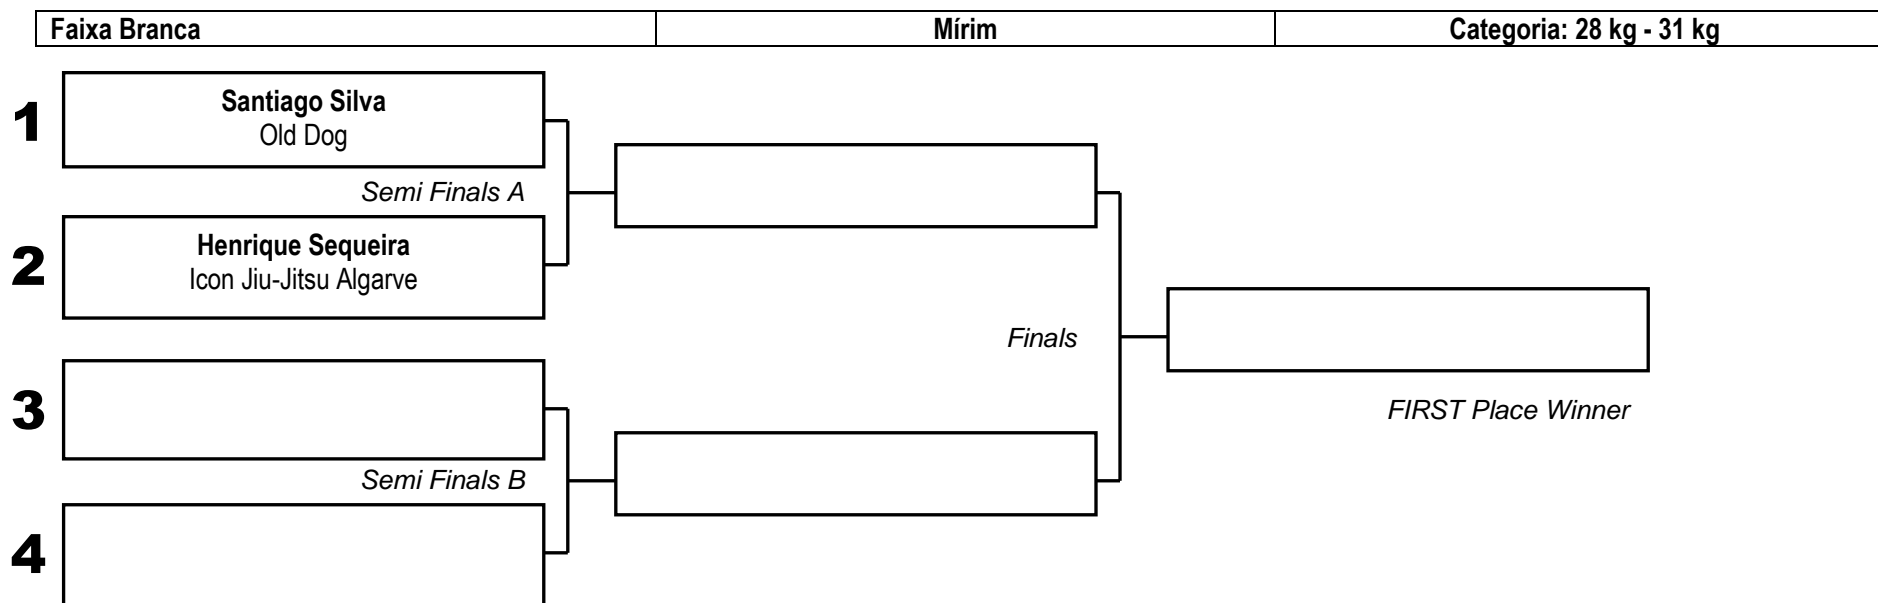 Faixa Branca Mírim Categoria: 28 kg - 31 kg
1
Santiago Silva
Old Dog
Semi Finals A
2
Henrique Sequeira
Icon Jiu-Jitsu Algarve
Finals
3
FIRST Place Winner
Semi Finals B
4